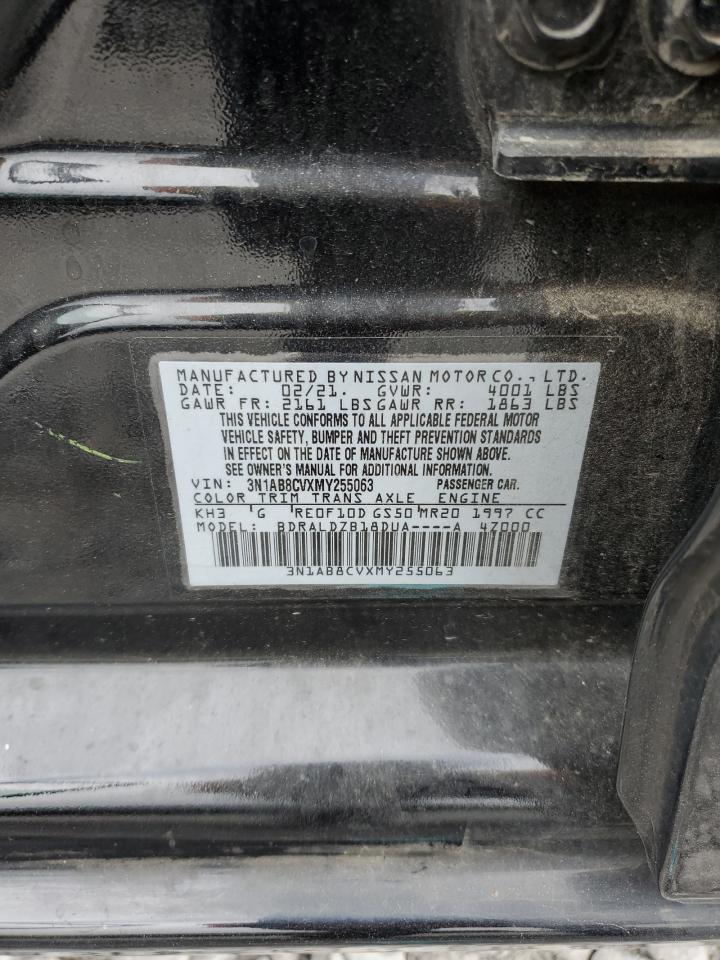 MANUFACTURED BY NISSAN MOTOR CO., LTD.
DATE: 02/21. GVWR: 4001 LBS
GAWR FR: 2161 LBS GAWR RR: 1863 LBS
THIS VEHICLE CONFORMS TO ALL APPLICABLE FEDERAL MOTOR
VEHICLE SAFETY, BUMPER AND THEFT PREVENTION STANDARDS
IN EFFECT ON THE DATE OF MANUFACTURE SHOWN ABOVE.
SEE OWNER'S MANUAL FOR ADDITIONAL INFORMATION.
VIN: 3N1AB8CVXMY255063 PASSENGER CAR.
COLOR TRIM TRANS AXLE ENGINE
KH3 'G RE0F10D GS50 MR20 1997 CC
MODEL: BDRALDZB18DUA----A 4Z000
3N1AB8CVXMY255063